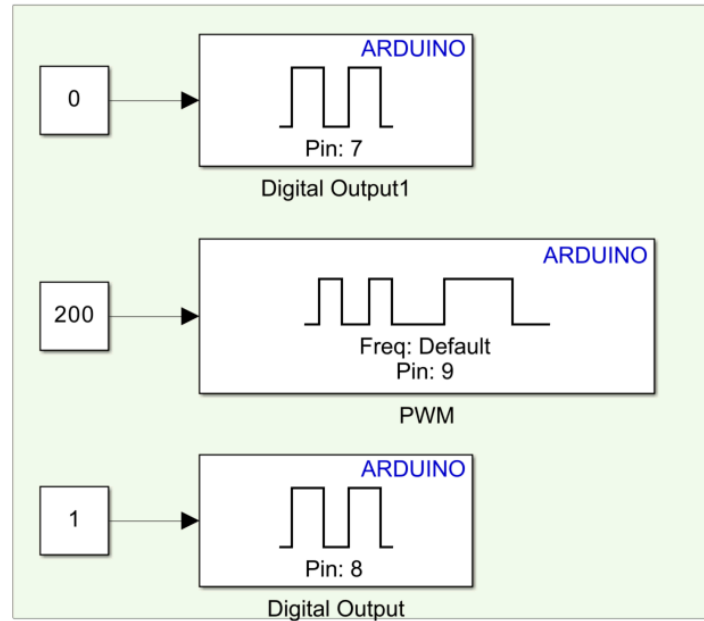 ARDUINO
0
Pin: 7
Digital Output1
ARDUINO
200
Freq: Default
Pin: 9
PWM
ARDUINO
1
Pin: 8
Digital Output